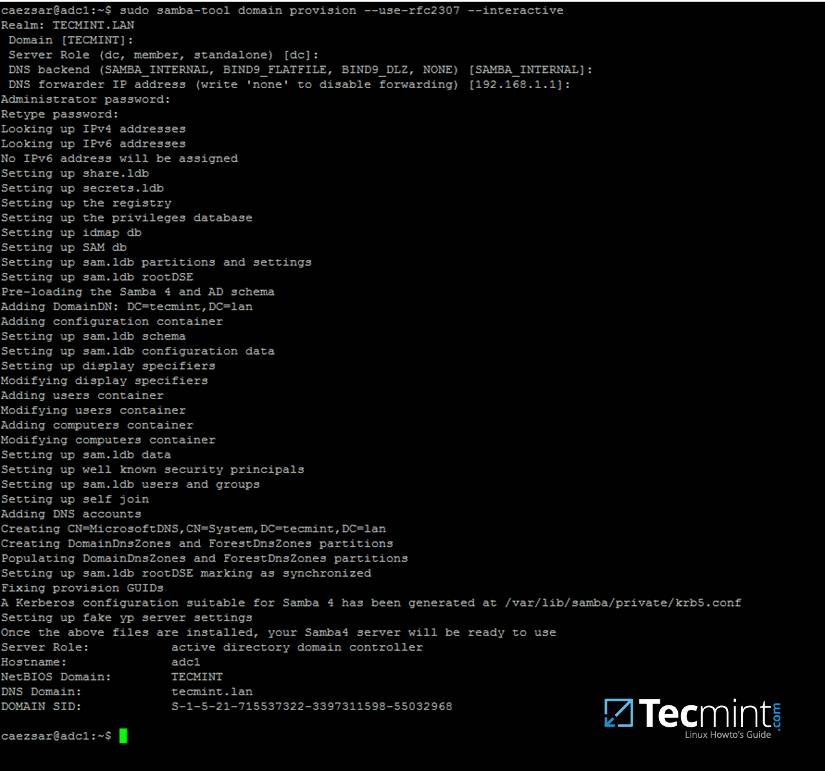 caezsar@adc1:~$ sudo samba-tool domain provision --use-rfc2307 --interactive
Realm: TECMINT.LAN
 Domain [TECMINT]:
 Server Role (dc, member, standalone) [dc]:
 DNS backend (SAMBA_INTERNAL, BIND9_FLATFILE, BIND9_DLZ, NONE) [SAMBA_INTERNAL]:
 DNS forwarder IP address (write 'none' to disable forwarding) [192.168.1.1]:
Administrator password:
Retype password:
Looking up IPv4 addresses
Looking up IPv6 addresses
No IPv6 address will be assigned
Setting up share.ldb
Setting up secrets.ldb
Setting up the registry
Setting up the privileges database
Setting up idmap db
Setting up SAM db
Setting up sam.ldb partitions and settings
Setting up sam.ldb rootDSE
Pre-loading the Samba 4 and AD schema
Adding DomainDN: DC=tecmint,DC=lan
Adding configuration container
Setting up sam.ldb schema
Setting up sam.ldb configuration data
Setting up display specifiers
Modifying display specifiers
Adding users container
Modifying users container
Adding computers container
Modifying computers container
Setting up sam.ldb data
Setting up well known security principals
Setting up sam.ldb users and groups
Setting up self join
Adding DNS accounts
Creating CN=MicrosoftDNS,CN=System,DC=tecmint,DC=lan
Creating DomainDnsZones and ForestDnsZones partitions
Populating DomainDnsZones and ForestDnsZones partitions
Setting up sam.ldb rootDSE marking as synchronized
Fixing provision GUIDs
A Kerberos configuration suitable for Samba 4 has been generated at /var/lib/samba/private/krb5.conf
Setting up fake yp server settings
Once the above files are installed, your Samba4 server will be ready to use
Server Role:           active directory domain controller
Hostname:              adc1
NetBIOS Domain:        TECMINT
DNS Domain:            tecmint.lan
DOMAIN SID:            S-1-5-21-715537322-3397311598-55032968
caezsar@adc1:~$
Tecmint.com
Linux Howto's Guide